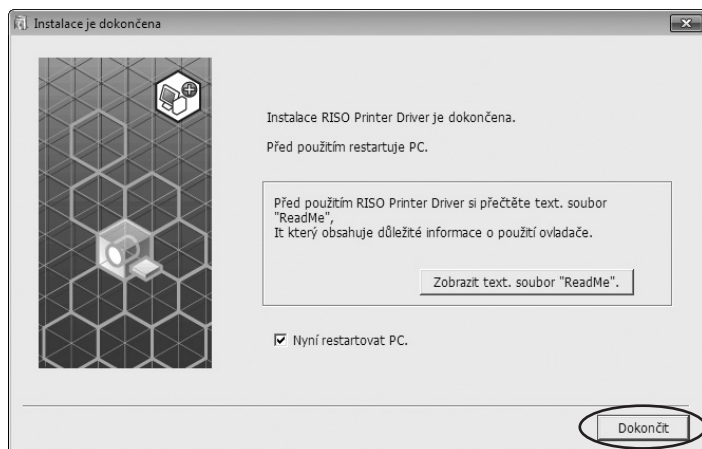 Instalace je dokončena
Instalace RISO Printer Driver je dokončena.
Před použitím restartuje PC.
Před použitím RISO Printer Driver si přečtěte text. soubor
"ReadMe",
It který obsahuje důležité informace o použití ovladače.
Zobrazit text. soubor "ReadMe".
Nyní restartovat PC.
Dokončit